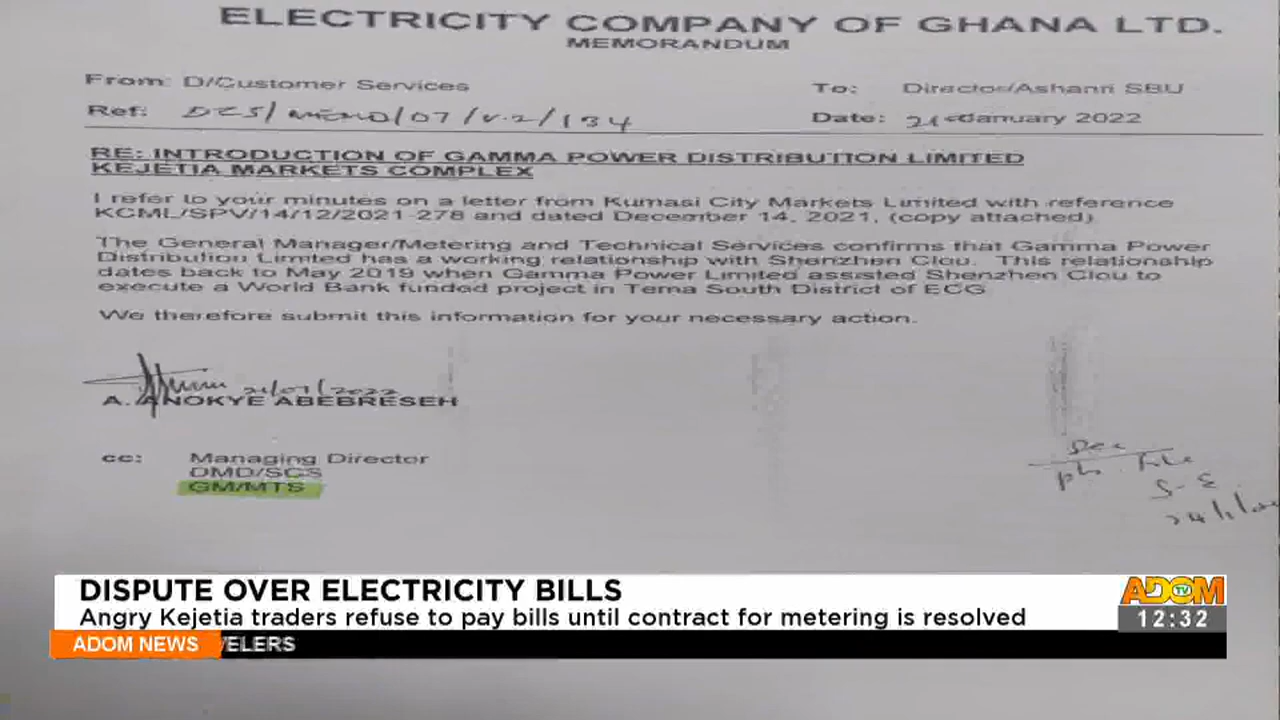 ELECTRICITY COMPANY OF GHANA LTD.
MEMORANDUM
From: D/Customer Services
To: Director/Ashanti SBU
Ref: DCS/MEMO/07/V.2/134
Date: 21st January 2022
RE: INTRODUCTION OF GAMMA POWER DISTRIBUTION LIMITED
KEJETIA MARKETS COMPLEX
I refer to your minutes on a letter from Kumasi City Markets Limited with reference
KCML/SPV/14/12/2021-278 and dated December 14, 2021, (copy attached)
The General Manager/Metering and Technical Services confirms that Gamma Power
Distribution Limited has a working relationship with Shenzhen Clou. This relationship
dates back to May 2019 when Gamma Power Limited assisted Shenzhen Clou to
execute a World Bank funded project in Tema South District of ECG
We therefore submit this information for your necessary action.
21/01/2022
A. ANOKYE ABEBRESEH
cc: Managing Director
DMD/SCS
GM/MTS
DISPUTE OVER ELECTRICITY BILLS
Angry Kejetia traders refuse to pay bills until contract for metering is resolved
ADOM TV
12:32
ADOM NEWS
VELERS